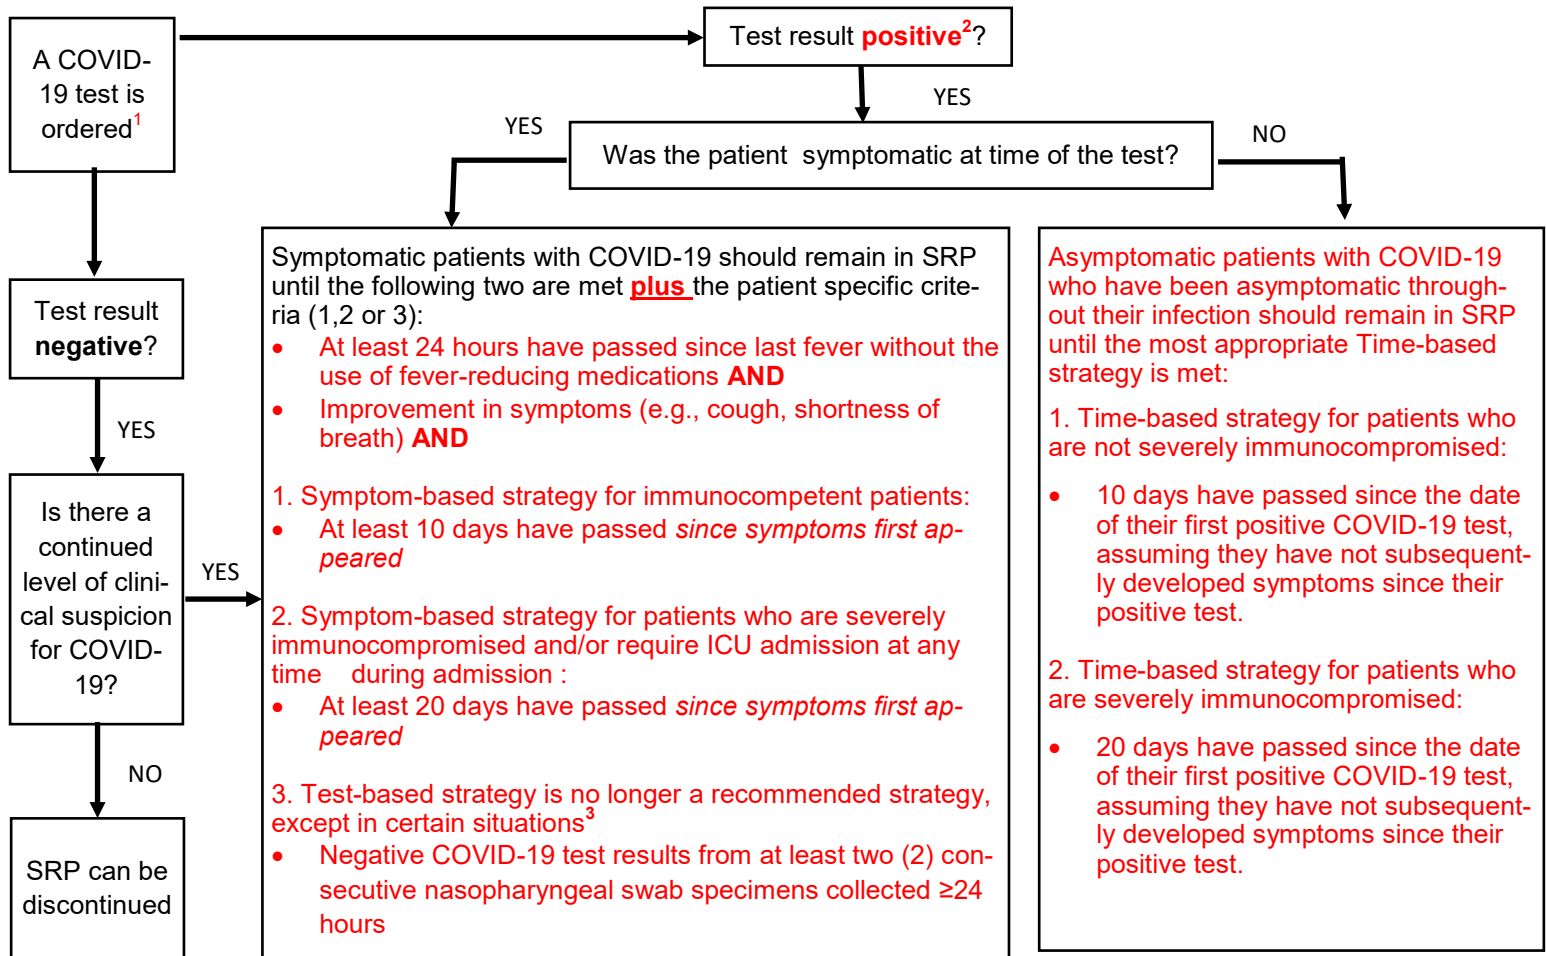 A COVID-
19 test is
ordered1
Test result positive2?
YES
Was the patient  symptomatic at time of the test?
YES
NO
Test result
negative?
YES
Is there a
continued
level of clini-
cal suspicion
for COVID-
19?
YES
NO
SRP can be
discontinued
Symptomatic patients with COVID-19 should remain in SRP
until the following two are met plus the patient specific crite-
ria (1,2 or 3):
• At least 24 hours have passed since last fever without the
use of fever-reducing medications AND
• Improvement in symptoms (e.g., cough, shortness of
breath) AND
1. Symptom-based strategy for immunocompetent patients:
• At least 10 days have passed since symptoms first ap-
peared
2. Symptom-based strategy for patients who are severely
immunocompromised and/or require ICU admission at any
time    during admission :
• At least 20 days have passed since symptoms first ap-
peared
3. Test-based strategy is no longer a recommended strategy,
except in certain situations3
• Negative COVID-19 test results from at least two (2) con-
secutive nasopharyngeal swab specimens collected ≥24
hours
Asymptomatic patients with COVID-19
who have been asymptomatic through-
out their infection should remain in SRP
until the most appropriate Time-based
strategy is met:
1. Time-based strategy for patients who
are not severely immunocompromised:
• 10 days have passed since the date
of their first positive COVID-19 test,
assuming they have not subsequent-
ly developed symptoms since their
positive test.
2. Time-based strategy for patients who
are severely immunocompromised:
• 20 days have passed since the date
of their first positive COVID-19 test,
assuming they have not subsequent-
ly developed symptoms since their
positive test.